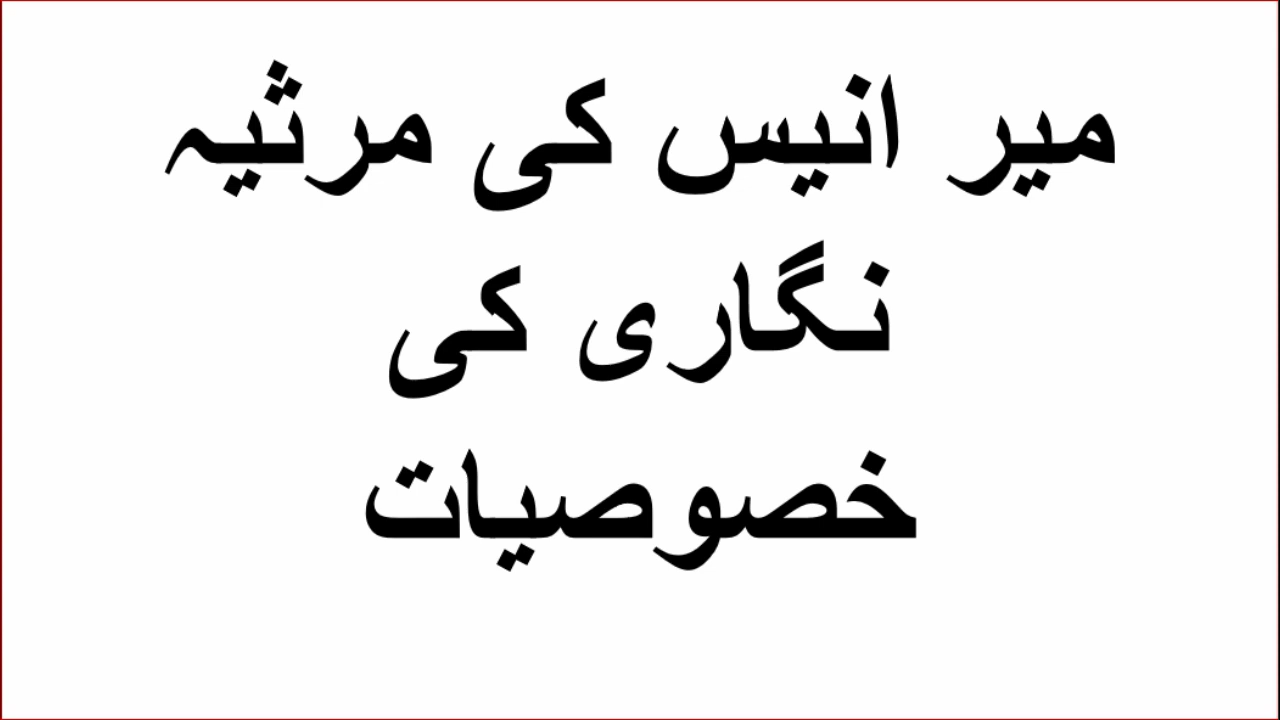 میر انیس کی مرثیہ
نگاری کی
خصوصیات